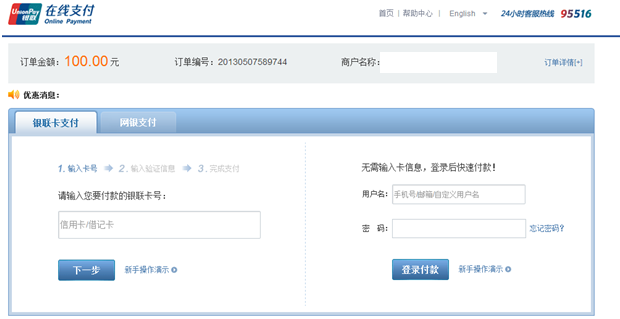 UnionPay 银联 在线支付 Online Payment
首页 | 帮助中心 | English 24小时客服热线 95516
订单金额：100.00 元 订单编号：20130507589744 商户名称： 订单详情[+]
优惠消息：
银联卡支付 网银支付
1. 输入卡号 2. 输入验证信息 3. 完成支付
请输入您要付款的银联卡号：
信用卡/借记卡
下一步 新手操作演示
无需输入卡信息，登录后快速付款！
用户名： 手机号/邮箱/自定义用户名
密 码： 忘记密码？
登录付款 新手操作演示